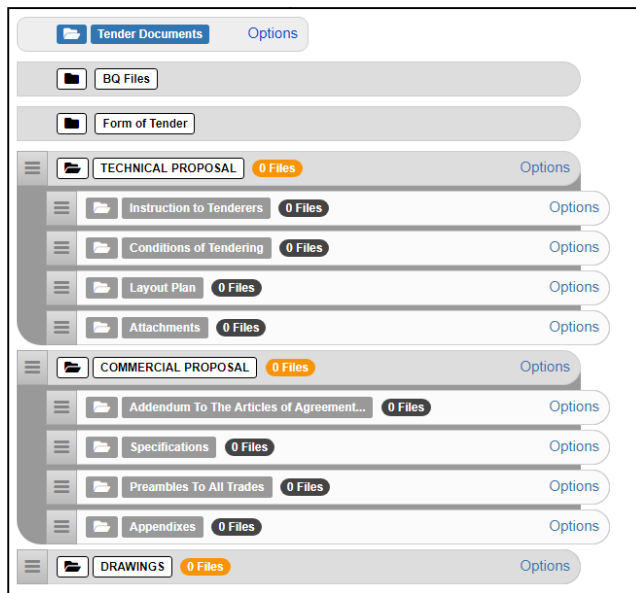 Tender Documents Options
BQ Files
Form of Tender
TECHNICAL PROPOSAL 0 Files Options
Instruction to Tenderers 0 Files Options
Conditions of Tendering 0 Files Options
Layout Plan 0 Files Options
Attachments 0 Files Options
COMMERCIAL PROPOSAL 0 Files Options
Addendum To The Articles of Agreement... 0 Files Options
Specifications 0 Files Options
Preambles To All Trades 0 Files Options
Appendixes 0 Files Options
DRAWINGS 0 Files Options